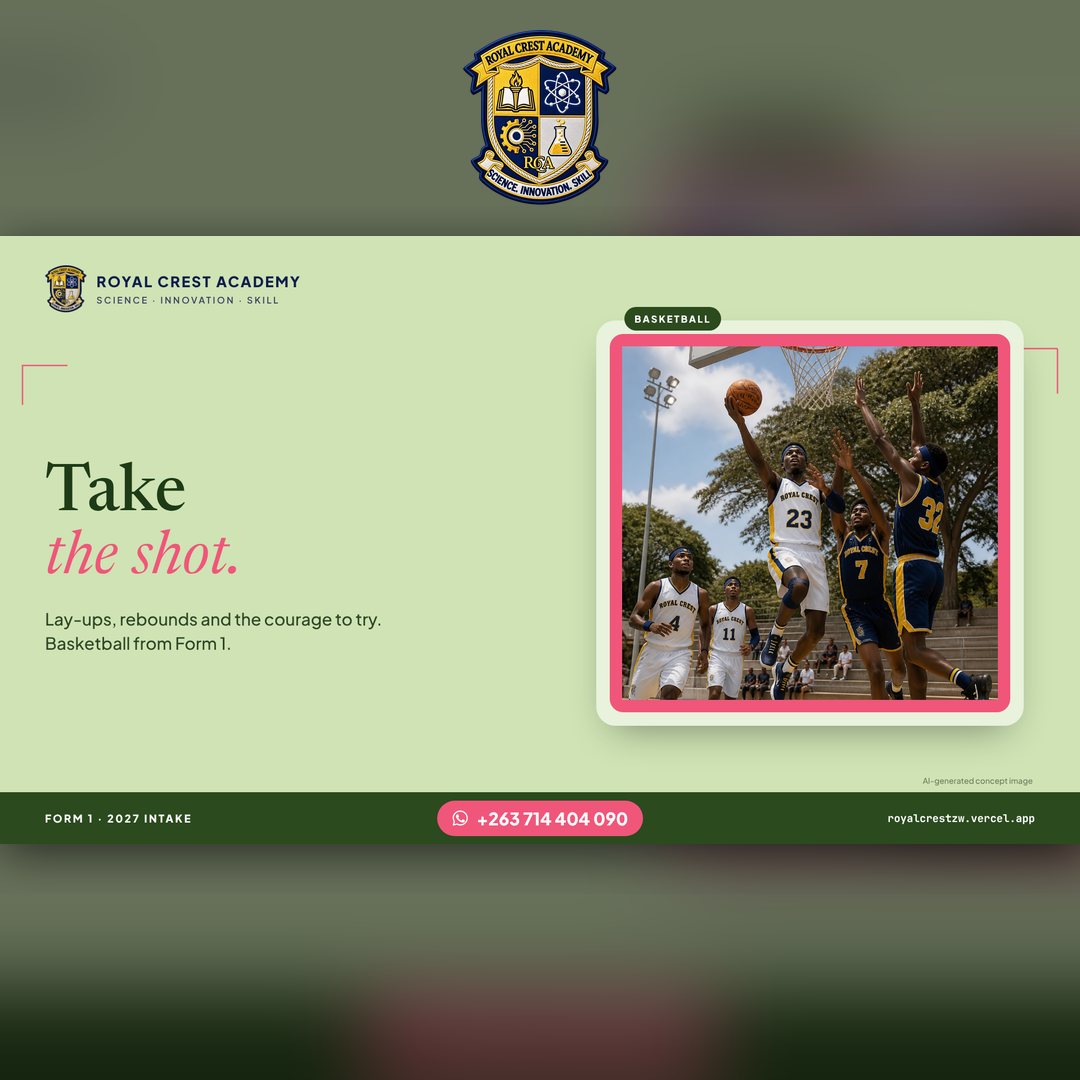 ROYAL CREST ACADEMY
RCA
SCIENCE. INNOVATION. SKILL
ROYAL CREST ACADEMY
SCIENCE · INNOVATION · SKILL
BASKETBALL
Take
the shot.
Lay-ups, rebounds and the courage to try.
Basketball from Form 1.
ROYAL CREST
23
ROYAL CREST
7
32
ROYAL CREST
4
ROYAL CREST
11
AI-generated concept image
FORM 1 · 2027 INTAKE
+263 714 404 090
royalcrestzw.vercel.app